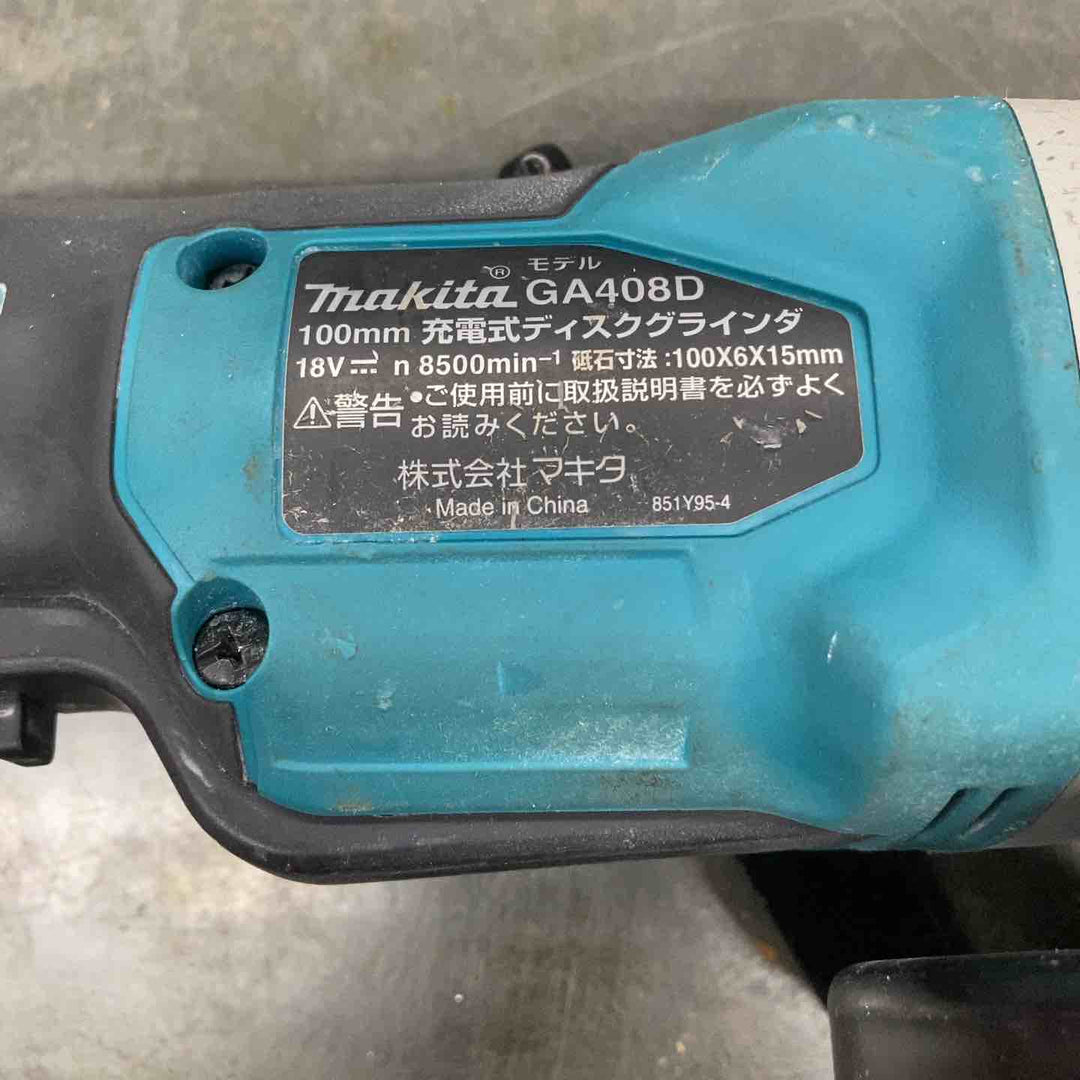 モデル
makita® GA408D
100mm 充電式ディスクグラインダ
18V⎓ n 8500min⁻¹ 砥石寸法:100X6X15mm
⚠警告 •ご使用前に取扱説明書を必ずよく
お読みください。
株式会社マキタ
Made in China 851Y95-4